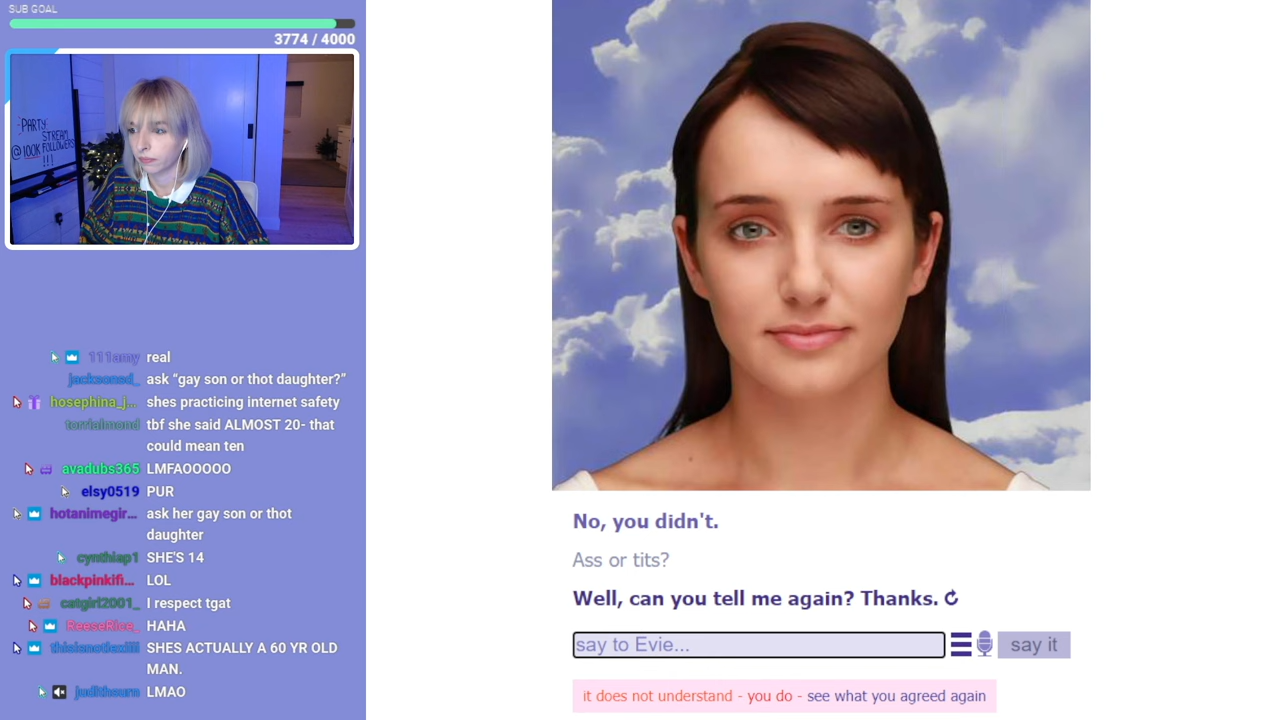 SUB GOAL
3774 / 4000
PARTY
STREAM
@100K FOLLOWERS
!!!
111amy real
jacksonsd_ ask “gay son or thot daughter?”
hosephina_j... shes practicing internet safety
torrialmond tbf she said ALMOST 20- that
could mean ten
avadubs365 LMFAOOOOO
elsy0519 PUR
hotanimegir... ask her gay son or thot
daughter
cynthiap1 SHE'S 14
blackpinkifi... LOL
catgirl2001_ I respect tgat
ReeseRice_ HAHA
thisisnotlexiiii SHES ACTUALLY A 60 YR OLD
MAN.
judithsurn LMAO
No, you didn't.
Ass or tits?
Well, can you tell me again? Thanks.
say to Evie...
say it
it does not understand - you do - see what you agreed again